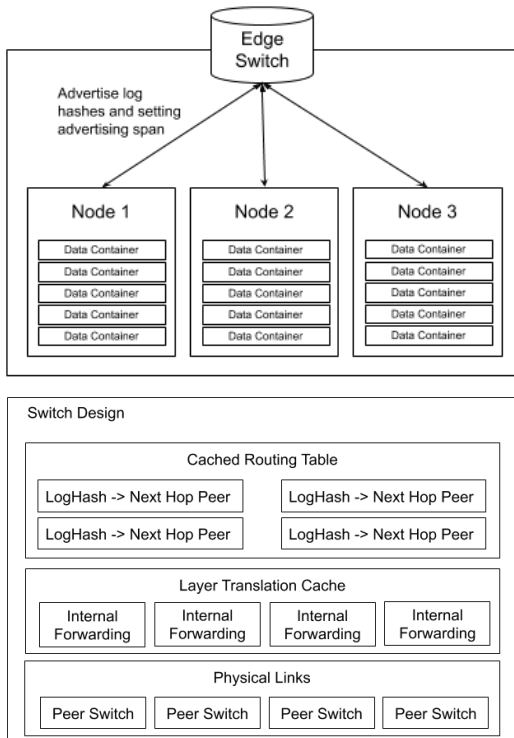 Edge
Switch
Advertise log
hashes and setting
advertising span
Node 1
Data Container
Data Container
Data Container
Data Container
Data Container
Node 2
Data Container
Data Container
Data Container
Data Container
Data Container
Node 3
Data Container
Data Container
Data Container
Data Container
Data Container
Switch Design
Cached Routing Table
LogHash -> Next Hop Peer
LogHash -> Next Hop Peer
LogHash -> Next Hop Peer
LogHash -> Next Hop Peer
Layer Translation Cache
Internal
Forwarding
Internal
Forwarding
Internal
Forwarding
Internal
Forwarding
Physical Links
Peer Switch
Peer Switch
Peer Switch
Peer Switch